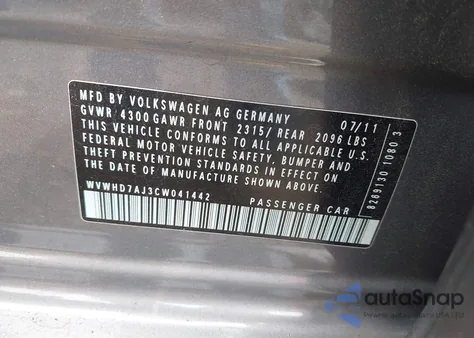 MFD BY VOLKSWAGEN AG GERMANY 07/11
GVWR 4300 GAWR FRONT 2315/ REAR 2096 LBS
THIS VEHICLE CONFORMS TO ALL APPLICABLE U.S.
FEDERAL MOTOR VEHICLE SAFETY, BUMPER AND
THEFT PREVENTION STANDARDS IN EFFECT ON THE
DATE OF MANUFACTURE SHOWN ABOVE
WVWHD7AJ3CW041442
PASSENGER CAR
8289130 1080 3
autoSnap